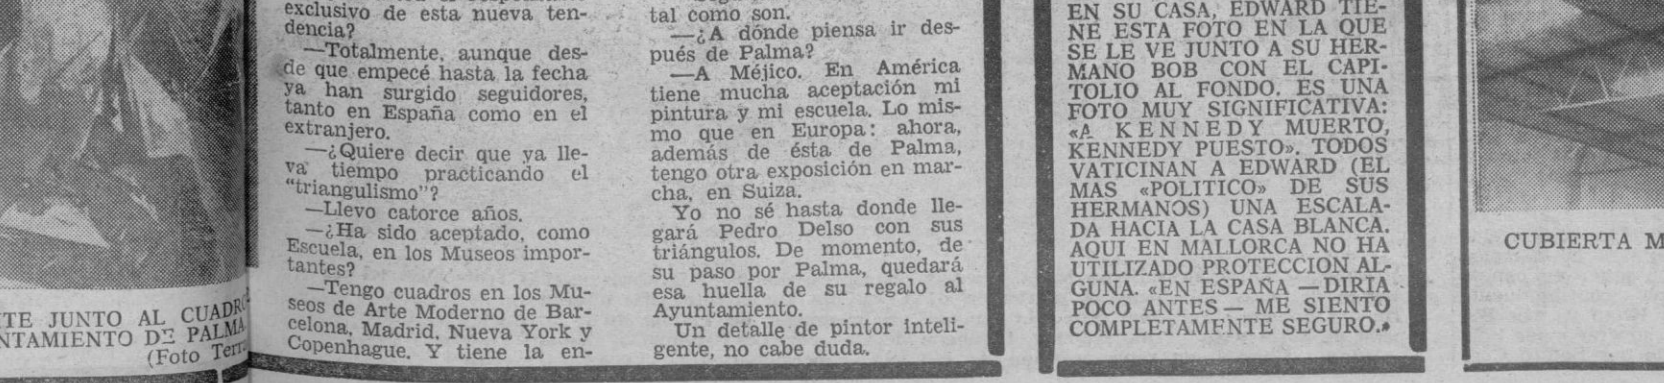 TE JUNTO AL CUADRO
NTAMIENTO DE PALMA.
(Foto
exclusivo de esta nueva ten-
dencia?
—Totalmente, aunque des-
de que empecé hasta la fecha
ya han surgido seguidores,
tanto en España como en el
extranjero.
—¿Quiere decir que ya lle-
va tiempo practicando el
"triangulismo"?
—Llevo catorce años.
—¿Ha sido aceptado, como
Escuela, en los Museos impor-
tantes?
—Tengo cuadros en los Mu-
seos de Arte Moderno de Bar-
celona, Madrid, Nueva York y
Copenhague. Y tiene la en-
tal como son.
—¿A dónde piensa ir des-
pués de Palma?
—A Méjico. En América
tiene mucha aceptación mi
pintura y mi escuela. Lo mis-
mo que en Europa: ahora,
además de ésta de Palma,
tengo otra exposición en mar-
cha, en Suiza.
Yo no sé hasta donde lle-
gará Pedro Delso con sus
triángulos. De momento, de
su paso por Palma, quedará
esa huella de su regalo al
Ayuntamiento.
Un detalle de pintor inteli-
gente, no cabe duda.
EN SU CASA, EDWARD TIE-
NE ESTA FOTO EN LA QUE
SE LE VE JUNTO A SU HER-
MANO BOB CON EL CAPI-
TOLIO AL FONDO. ES UNA
FOTO MUY SIGNIFICATIVA:
«A KENNEDY MUERTO,
KENNEDY PUESTO». TODOS
VATICINAN A EDWARD (EL
MAS «POLITICO» DE SUS
HERMANOS) UNA ESCALA-
DA HACIA LA CASA BLANCA.
AQUI EN MALLORCA NO HA
UTILIZADO PROTECCION AL-
GUNA. «EN ESPAÑA —DIRIA
POCO ANTES— ME SIENTO
COMPLETAMENTE SEGURO.»
CUBIERTA M